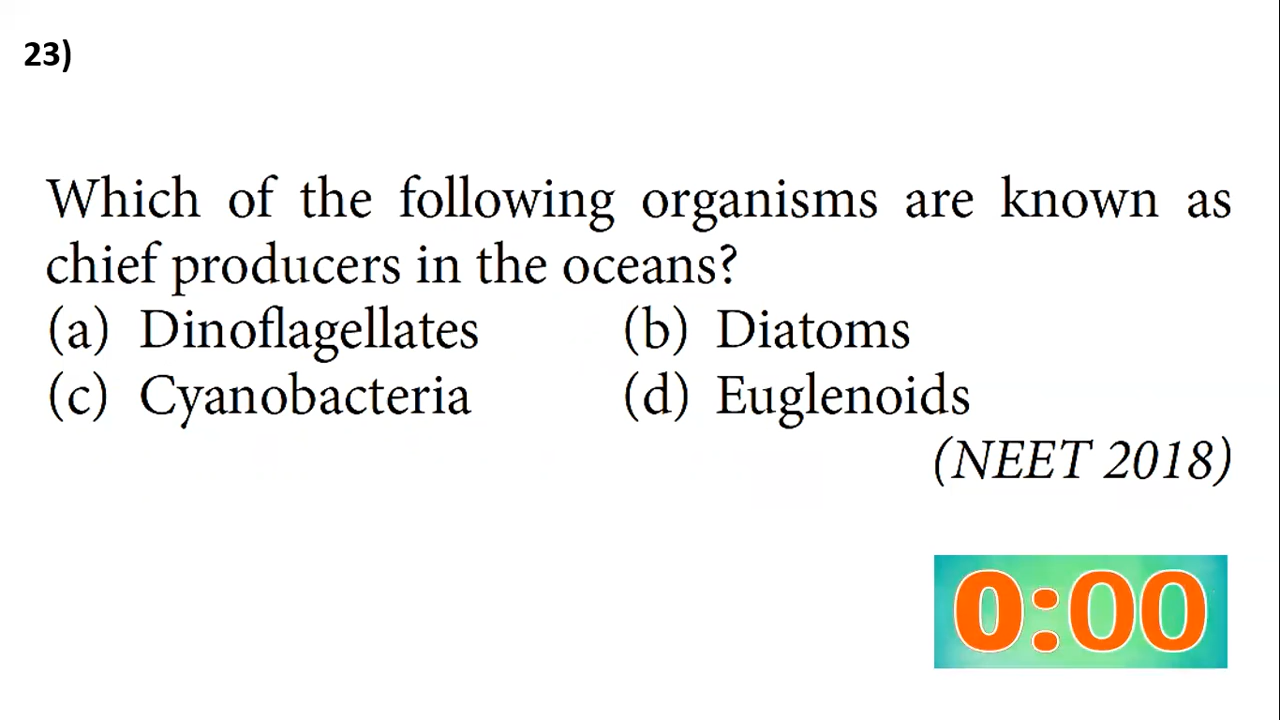 23)
Which of the following organisms are known as
chief producers in the oceans?
(a) Dinoflagellates (b) Diatoms
(c) Cyanobacteria (d) Euglenoids
(NEET 2018)
0:00